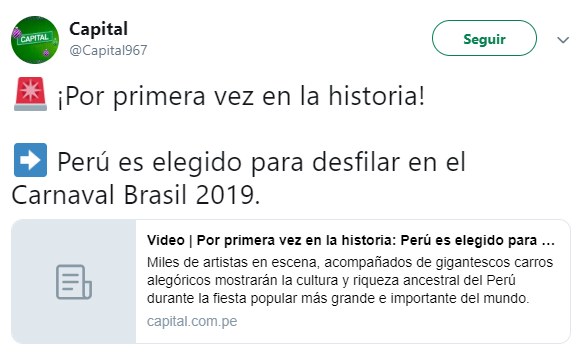 Capital
@Capital967
Seguir
CAPITAL
🚨 ¡Por primera vez en la historia!
➡️ Perú es elegido para desfilar en el
Carnaval Brasil 2019.
Video | Por primera vez en la historia: Perú es elegido para ...
Miles de artistas en escena, acompañados de gigantescos carros
alegóricos mostrarán la cultura y riqueza ancestral del Perú
durante la fiesta popular más grande e importante del mundo.
capital.com.pe